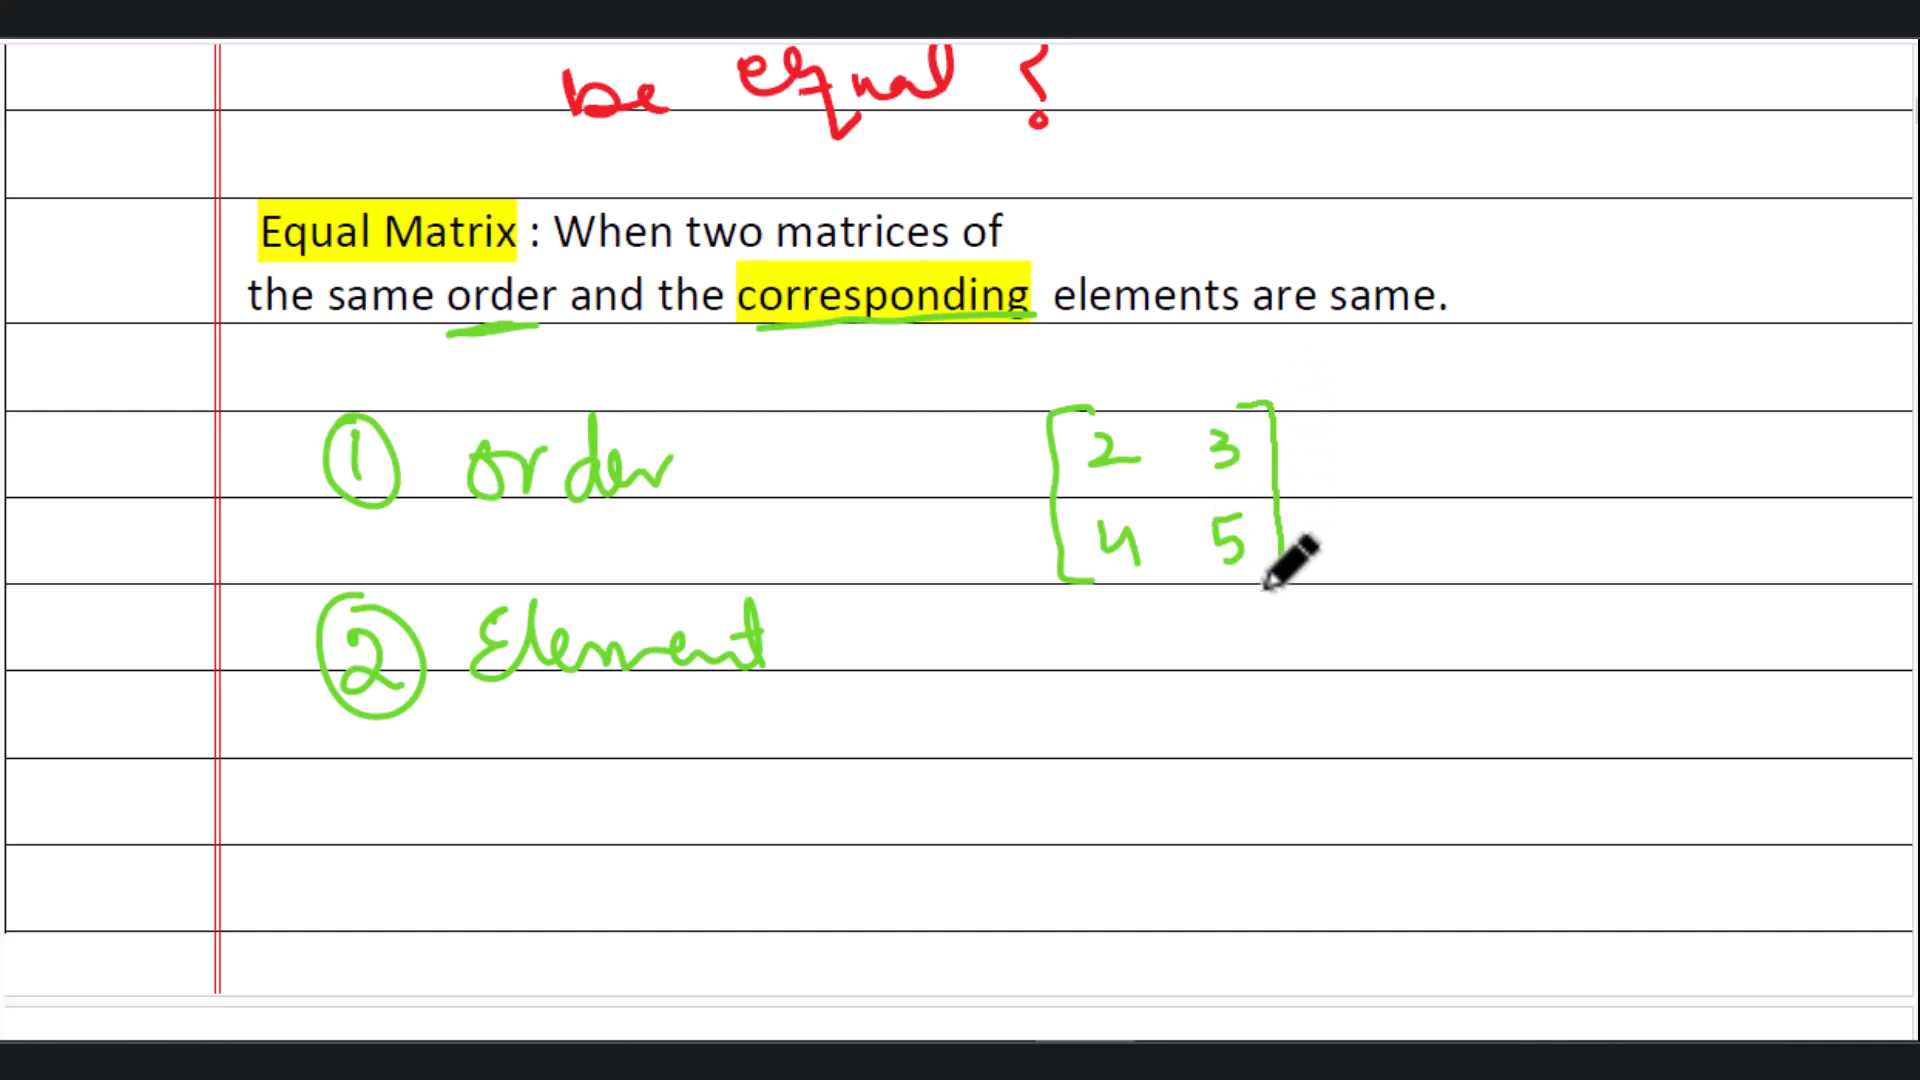 be equal ?
Equal Matrix : When two matrices of
the same order and the corresponding elements are same.
① Order
2 3
4 5
② Element